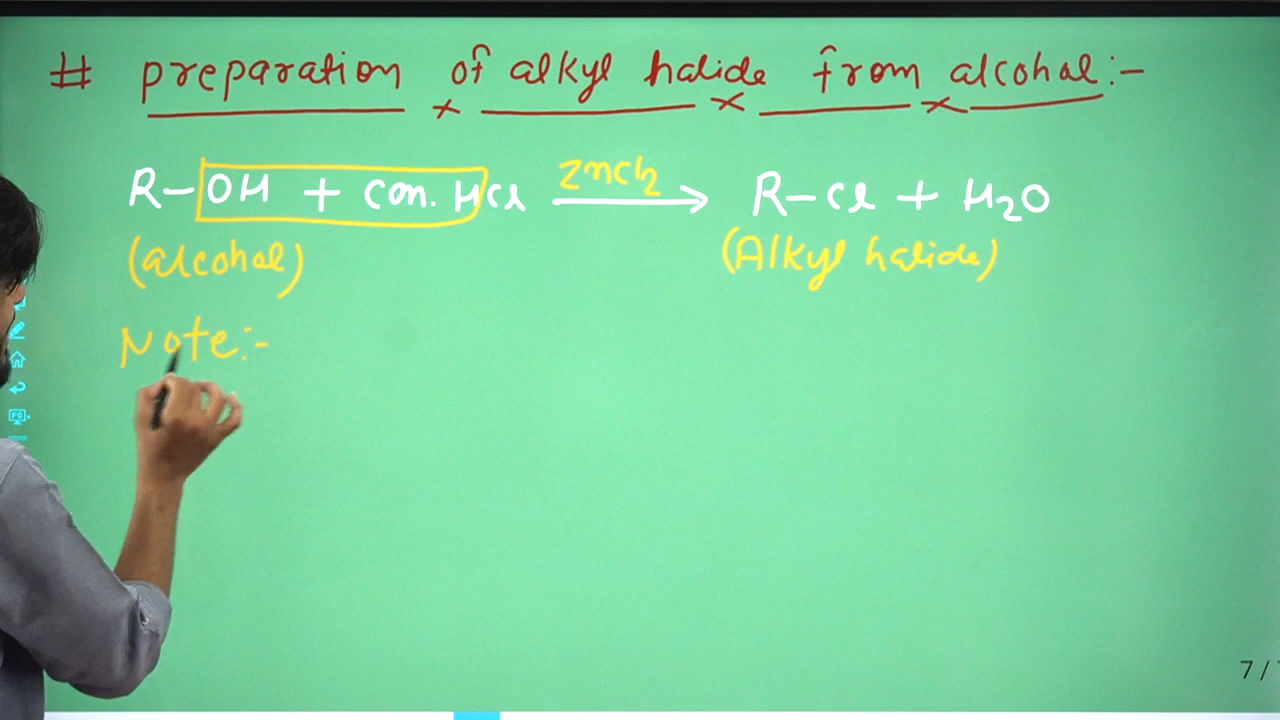 # preparation of alkyl halide from alcohal:-
R-OH + con. HCl ZnCl2 → R-Cl + H2O
(alcohal) (Alkyl halide)
Note:-
7/